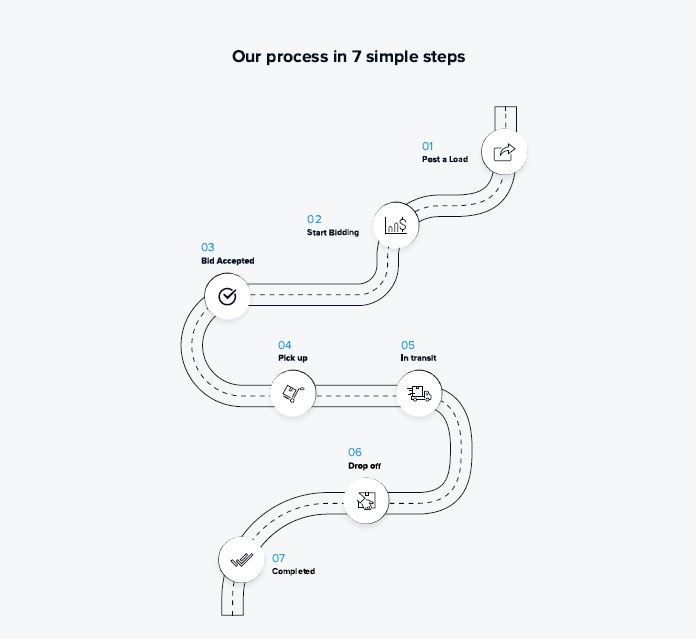 Our process in 7 simple steps
01
Post a Load
02
Start Bidding
03
Bid Accepted
04
Pick up
05
In transit
06
Drop off
07
Completed